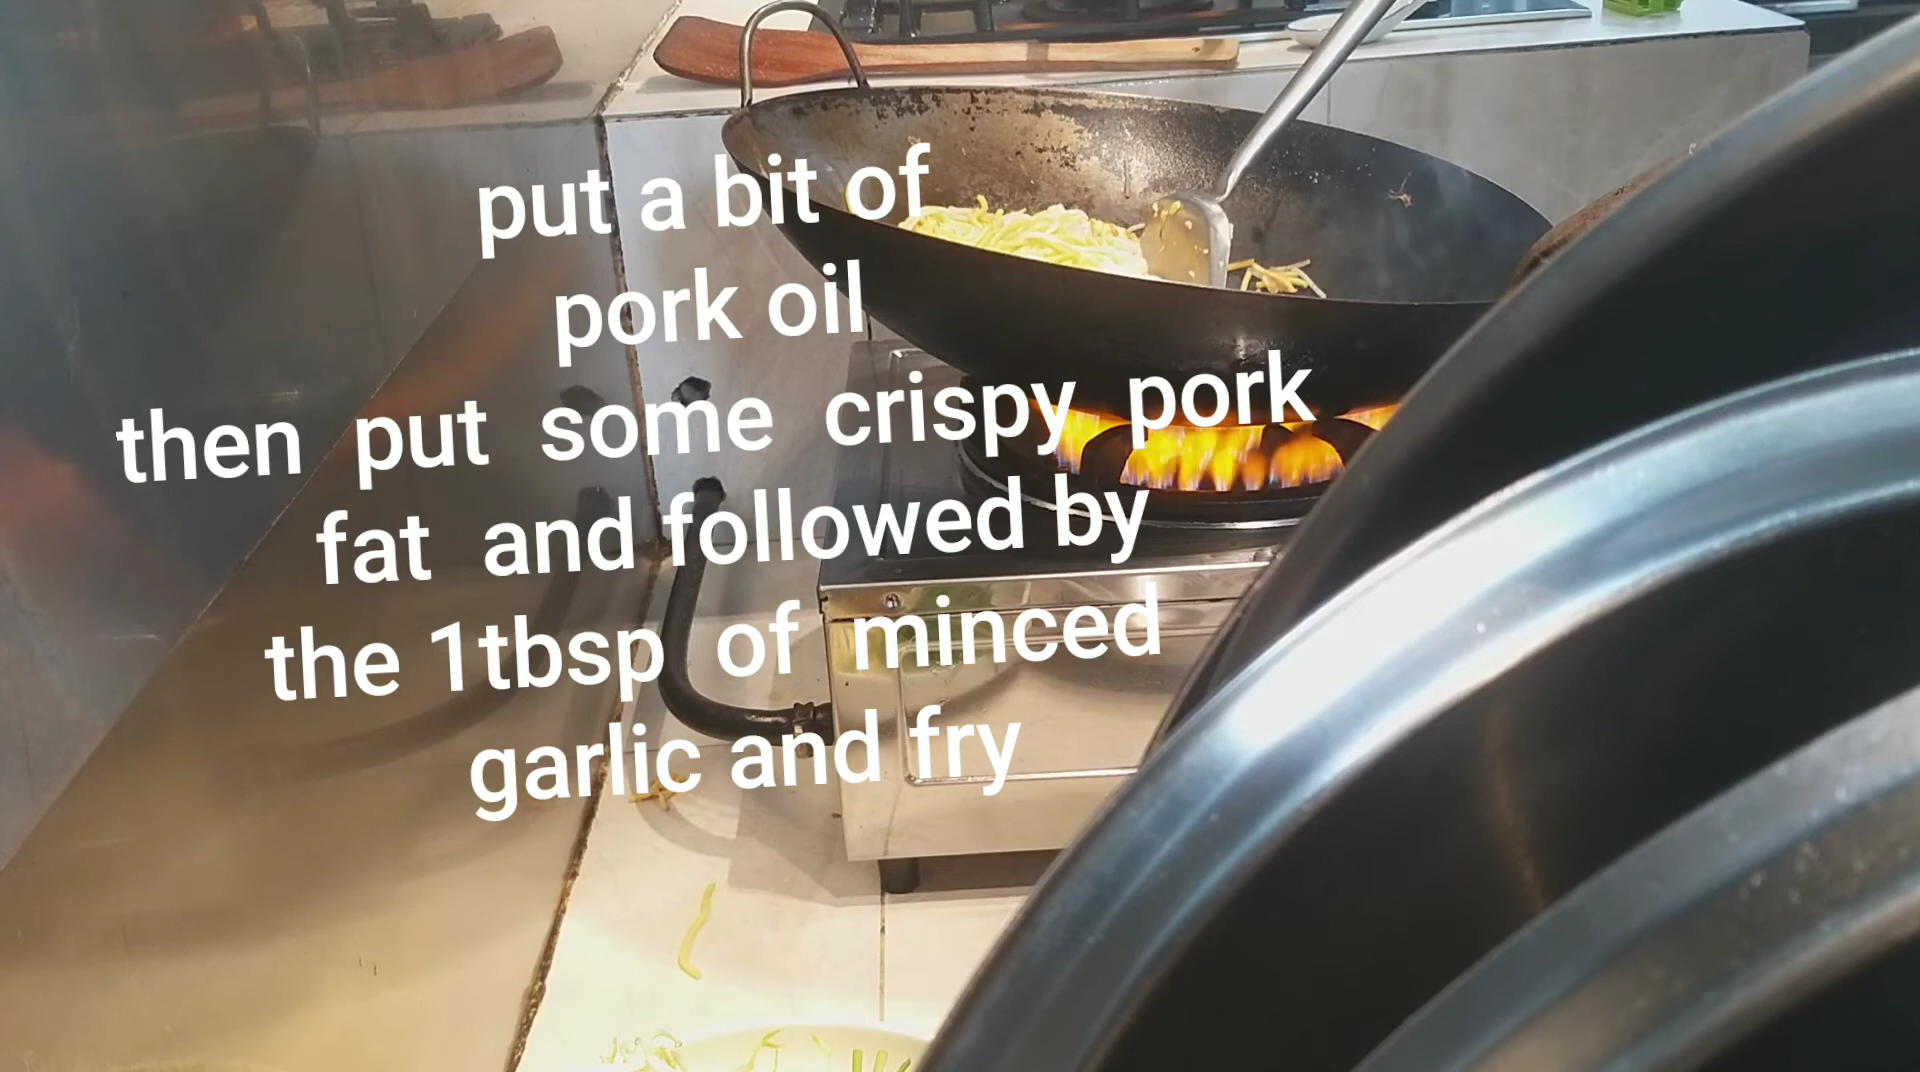 put a bit of
pork oil
then put some crispy pork
fat and followed by
the 1tbsp of minced
garlic and fry